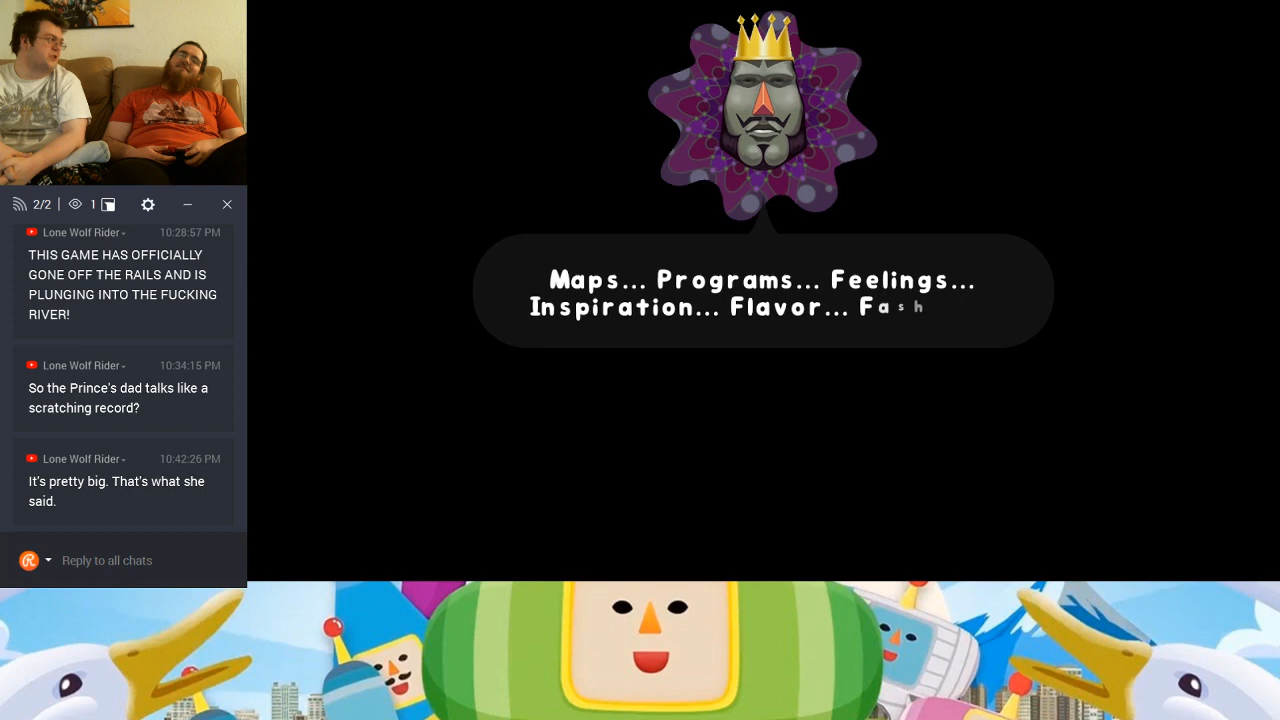 2/2
1
Lone Wolf Rider
10:28:57 PM
THIS GAME HAS OFFICIALLY
GONE OFF THE RAILS AND IS
PLUNGING INTO THE FUCKING
RIVER!
Lone Wolf Rider
10:34:15 PM
So the Prince's dad talks like a
scratching record?
Lone Wolf Rider
10:42:26 PM
It's pretty big. That's what she
said.
Reply to all chats
Maps... Programs... Feelings...
Inspiration... Flavor... Fash